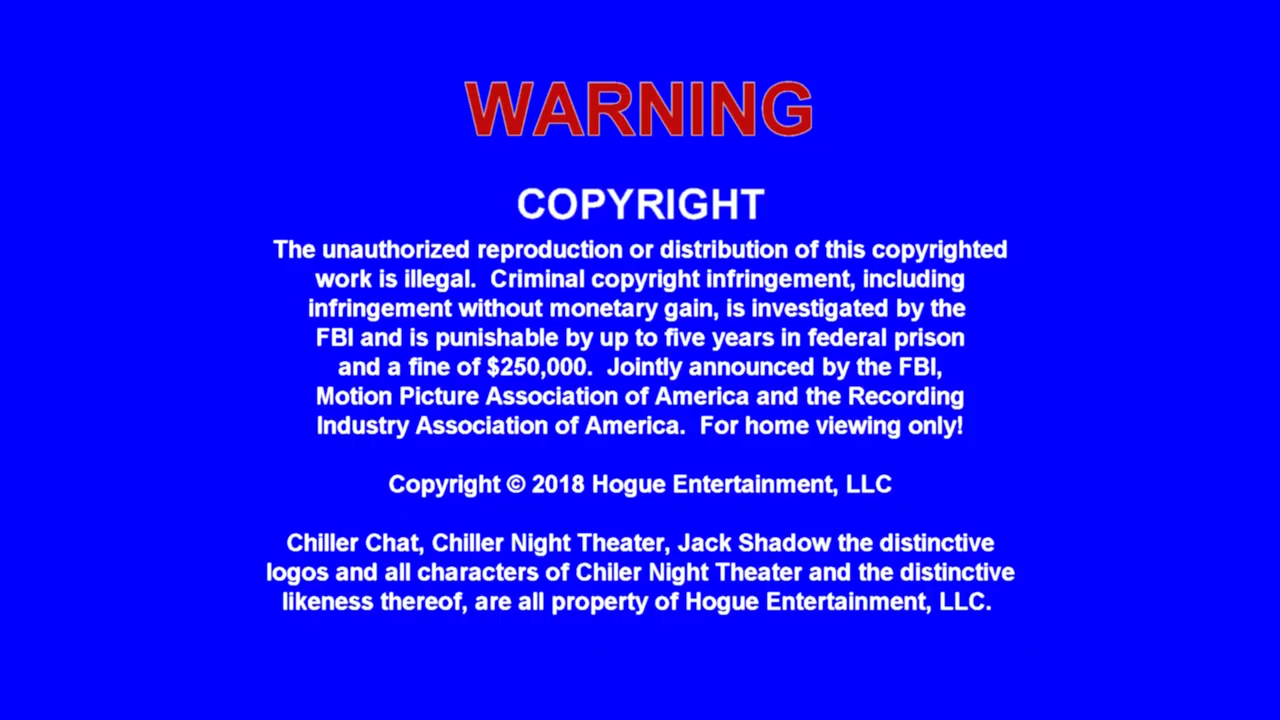 WARNING
COPYRIGHT
The unauthorized reproduction or distribution of this copyrighted
work is illegal.  Criminal copyright infringement, including
infringement without monetary gain, is investigated by the
FBI and is punishable by up to five years in federal prison
and a fine of $250,000.  Jointly announced by the FBI,
Motion Picture Association of America and the Recording
Industry Association of America.  For home viewing only!
Copyright © 2018 Hogue Entertainment, LLC
Chiller Chat, Chiller Night Theater, Jack Shadow the distinctive
logos and all characters of Chiler Night Theater and the distinctive
likeness thereof, are all property of Hogue Entertainment, LLC.